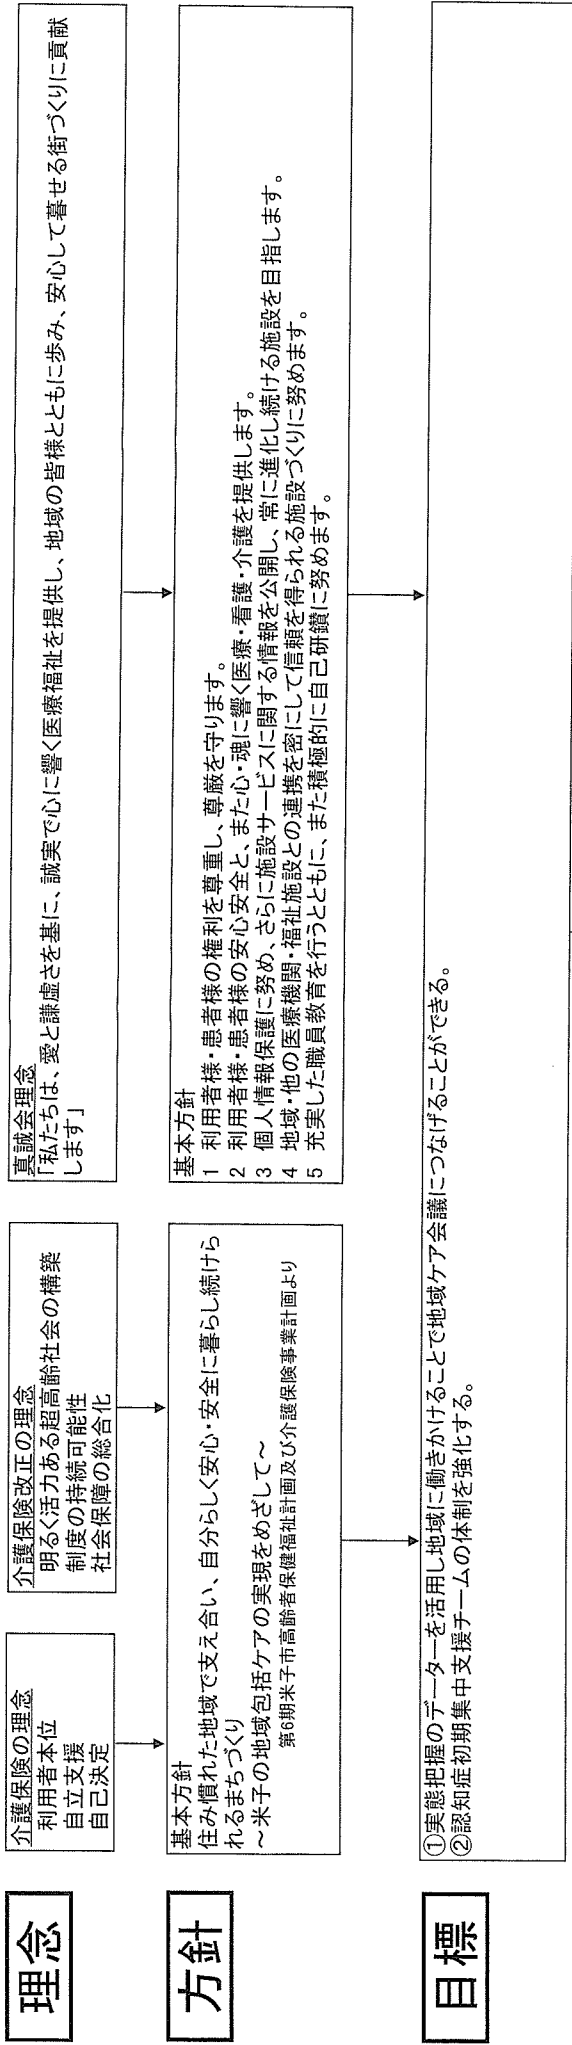 理念
介護保険の理念
利用者本位
自立支援
自己決定
介護保険改正の理念
明るく活力ある超高齢社会の構築
制度の持続可能性
社会保障の総合化
真誠会理念
「私たちは、愛と謙虚さを基に、誠実で心に響く医療福祉を提供し、地域の皆様とともに歩み、安心して暮せる街づくりに貢献
します」
方針
基本方針
住み慣れた地域で支え合い、自分らしく安心・安全に暮らし続けら
れるまちづくり
～米子の地域包括ケアの実現をめざして～
第6期米子市高齢者保健福祉計画及び介護保険事業計画より
基本方針
1 利用者様・患者様の権利を尊重し、尊厳を守ります。
2 利用者様・患者様の安心安全と、また心・魂に響く医療・看護・介護を提供します。
3 個人情報保護に努め、さらに施設サービスに関する情報を公開し、常に進化し続ける施設を目指します。
4 地域・他の医療機関・福祉施設との連携を密にして信頼を得られる施設づくりに努めます。
5 充実した職員教育を行うとともに、また積極的に自己研鑽に努めます。
目標
①実態把握のデーターを活用し地域に働きかけることで地域ケア会議につなげることができる。
②認知症初期集中支援チームの体制を強化する。